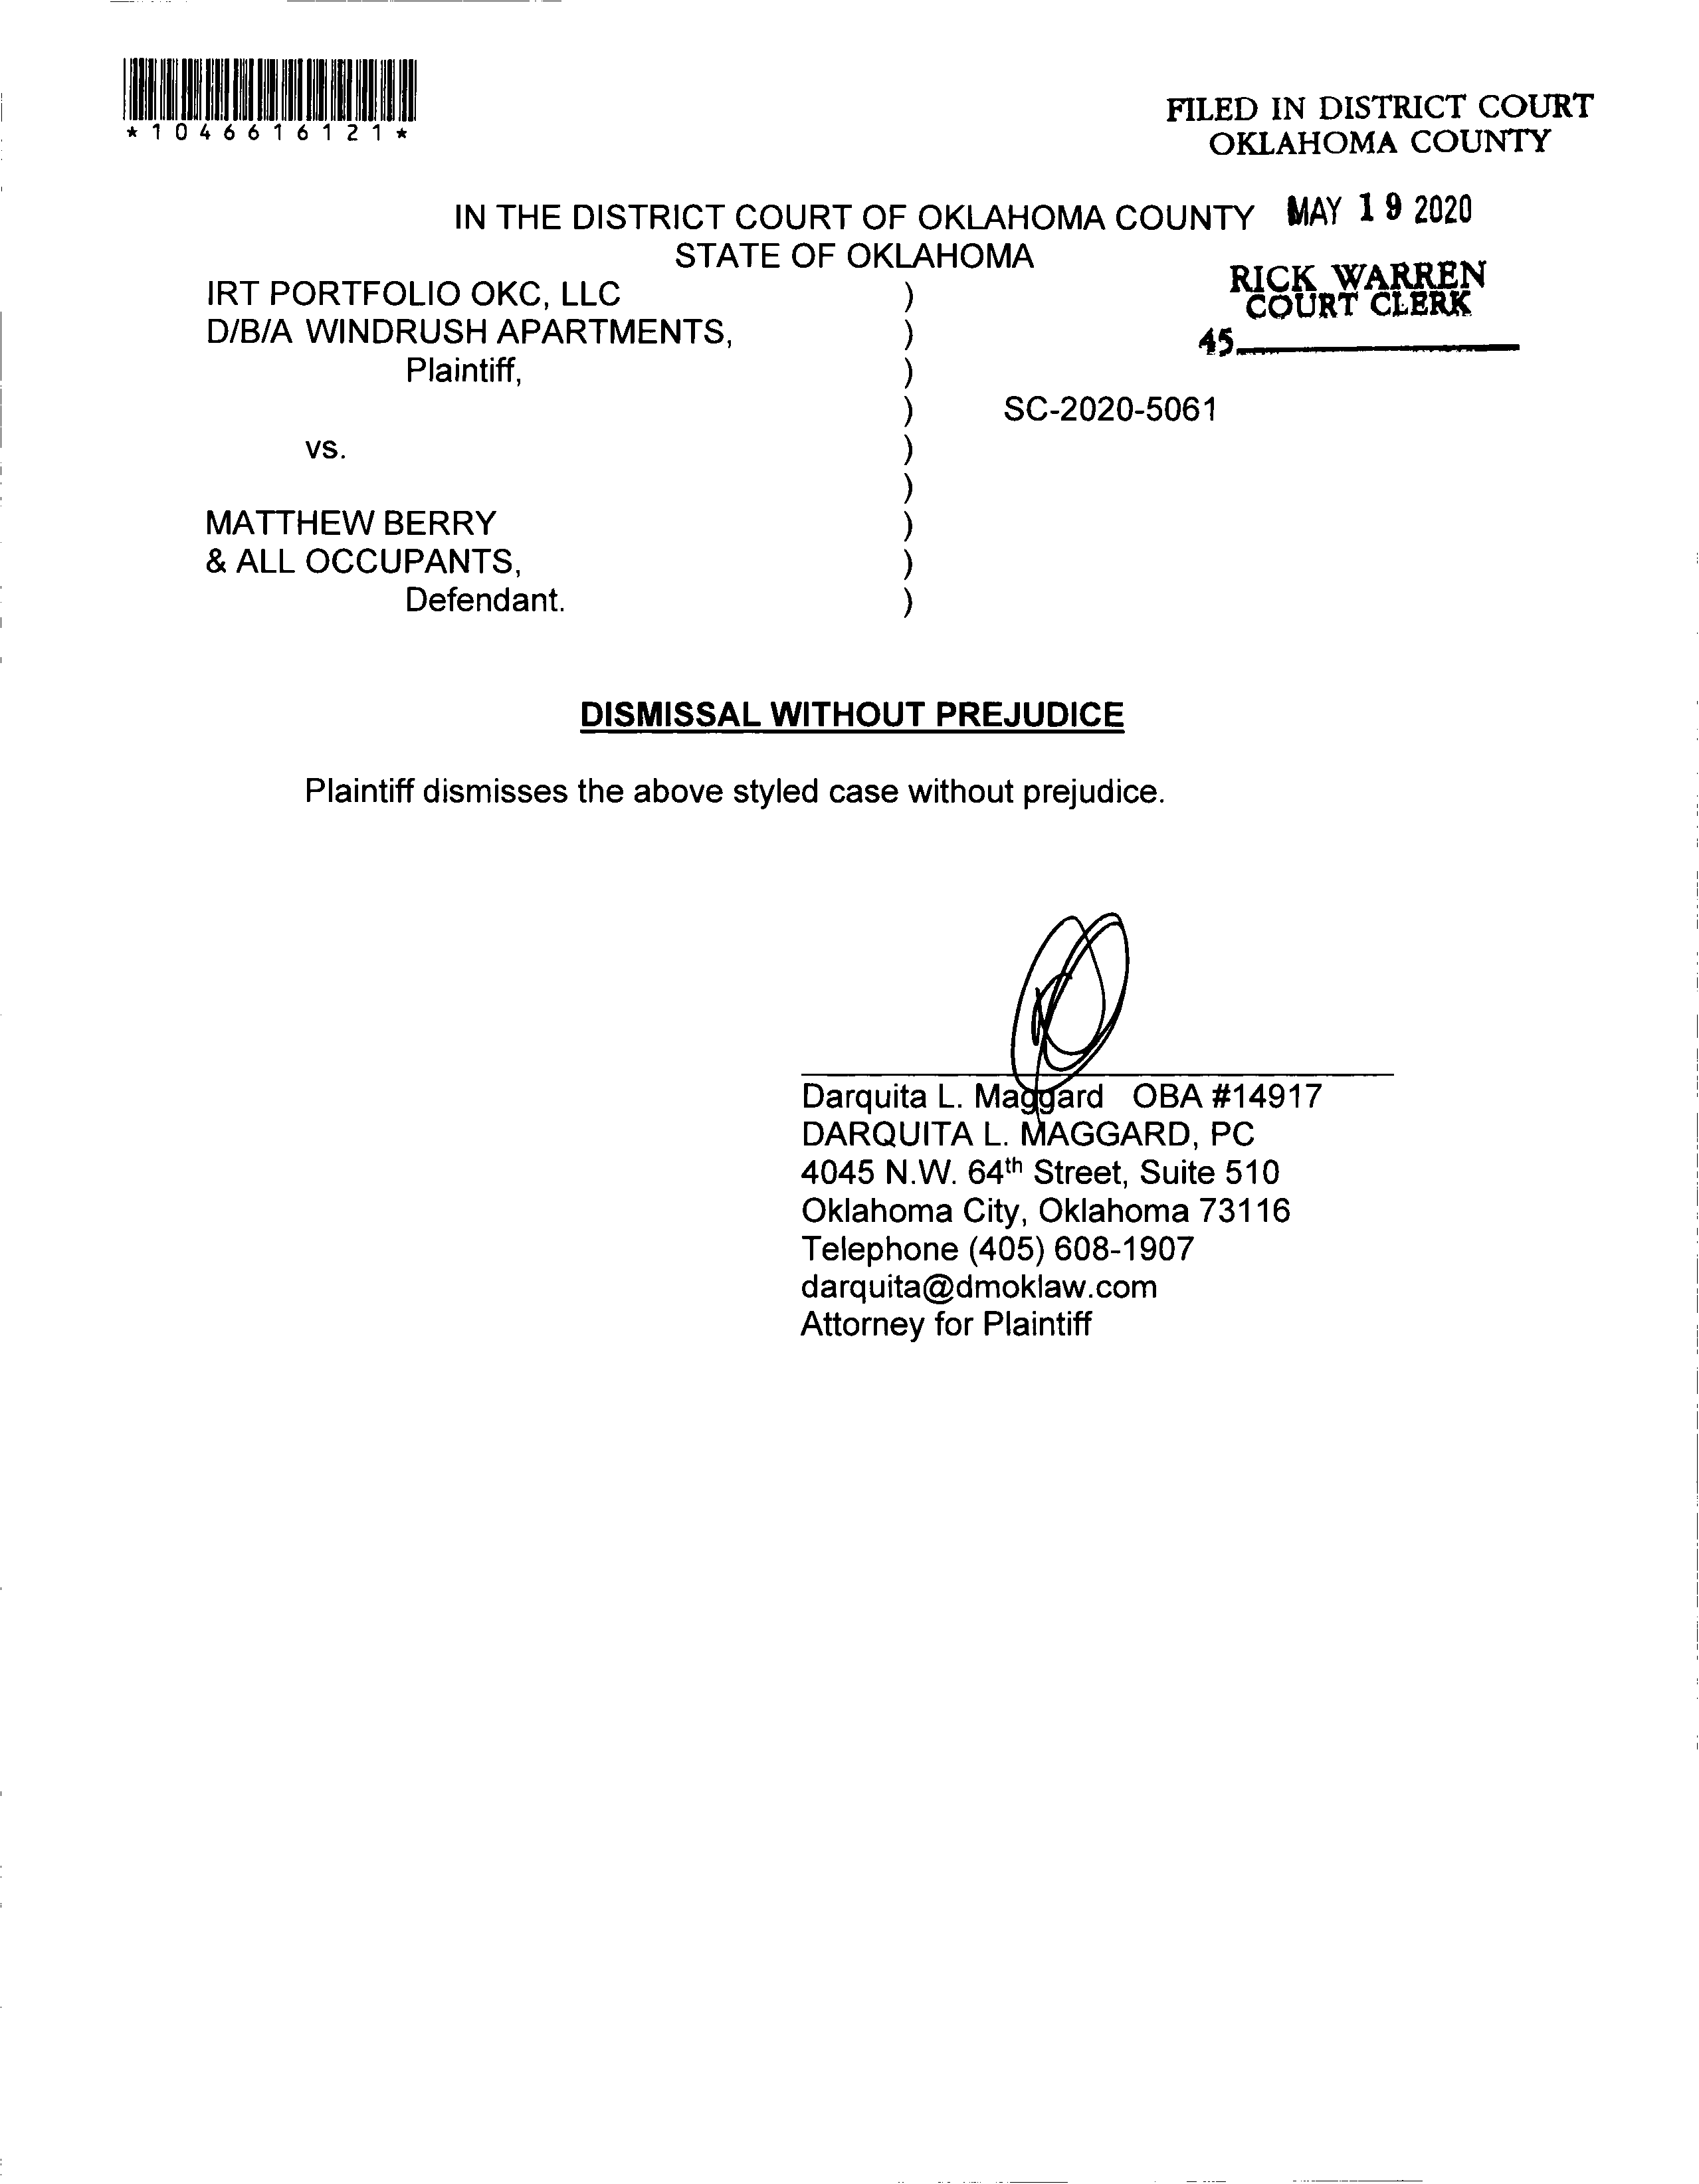 *1046616121*
FILED IN DISTRICT COURT
OKLAHOMA COUNTY
IN THE DISTRICT COURT OF OKLAHOMA COUNTY MAY 19 2020
STATE OF OKLAHOMA
RICK WARREN
COURT CLERK
45
IRT PORTFOLIO OKC, LLC )
D/B/A WINDRUSH APARTMENTS, )
Plaintiff, )
) SC-2020-5061
vs. )
)
MATTHEW BERRY )
& ALL OCCUPANTS, )
Defendant. )
DISMISSAL WITHOUT PREJUDICE
Plaintiff dismisses the above styled case without prejudice.
Darquita L. Maggard OBA #14917
DARQUITA L. MAGGARD, PC
4045 N.W. 64th Street, Suite 510
Oklahoma City, Oklahoma 73116
Telephone (405) 608-1907
darquita@dmoklaw.com
Attorney for Plaintiff